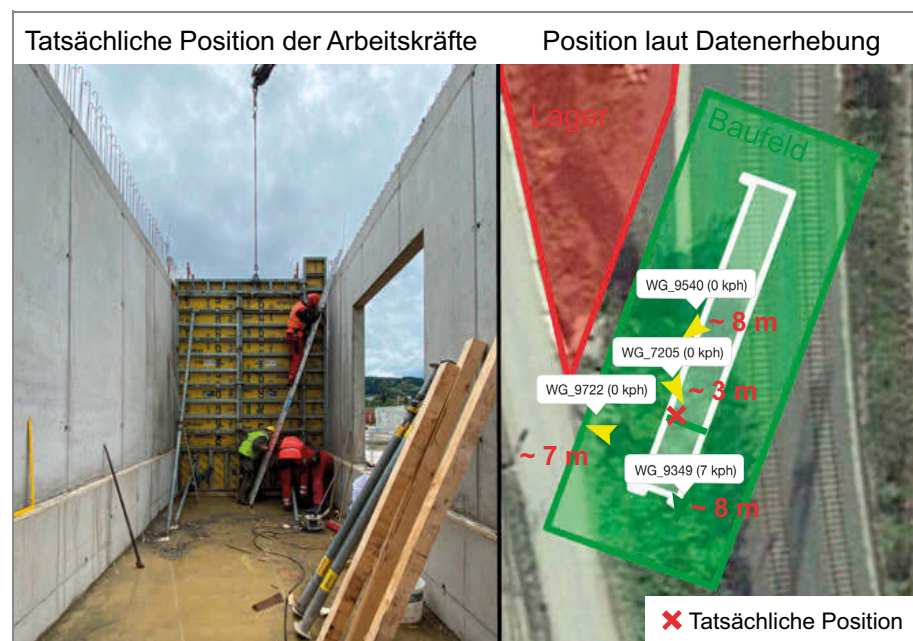 Tatsächliche Position der Arbeitskräfte
Position laut Datenerhebung
Lager
Baufeld
WG_9540 (0 kph)
~ 8 m
WG_7205 (0 kph)
~ 3 m
WG_9722 (0 kph)
~ 7 m
WG_9349 (7 kph)
~ 8 m
Tatsächliche Position